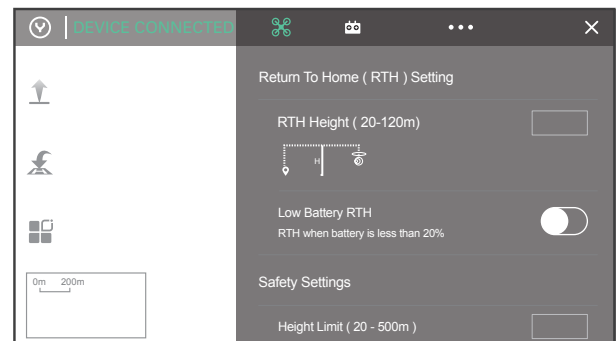 DEVICE CONNECTED
Return To Home ( RTH ) Setting
RTH Height ( 20-120m)
H
Low Battery RTH
RTH when battery is less than 20%
0m 200m
Safety Settings
Height Limit ( 20 - 500m )